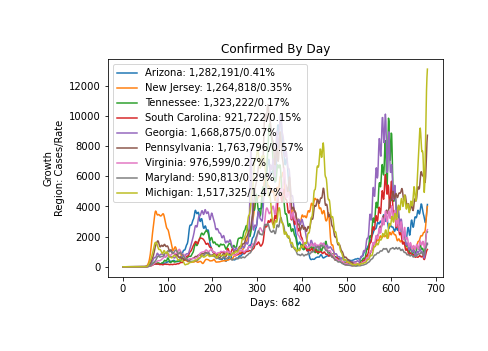 Confirmed By Day
Growth
Region: Cases/Rate
12000
10000
8000
6000
4000
2000
0
Arizona: 1,282,191/0.41%
New Jersey: 1,264,818/0.35%
Tennessee: 1,323,222/0.17%
South Carolina: 921,722/0.15%
Georgia: 1,668,875/0.07%
Pennsylvania: 1,763,796/0.57%
Virginia: 976,599/0.27%
Maryland: 590,813/0.29%
Michigan: 1,517,325/1.47%
0 100 200 300 400 500 600 700
Days: 682